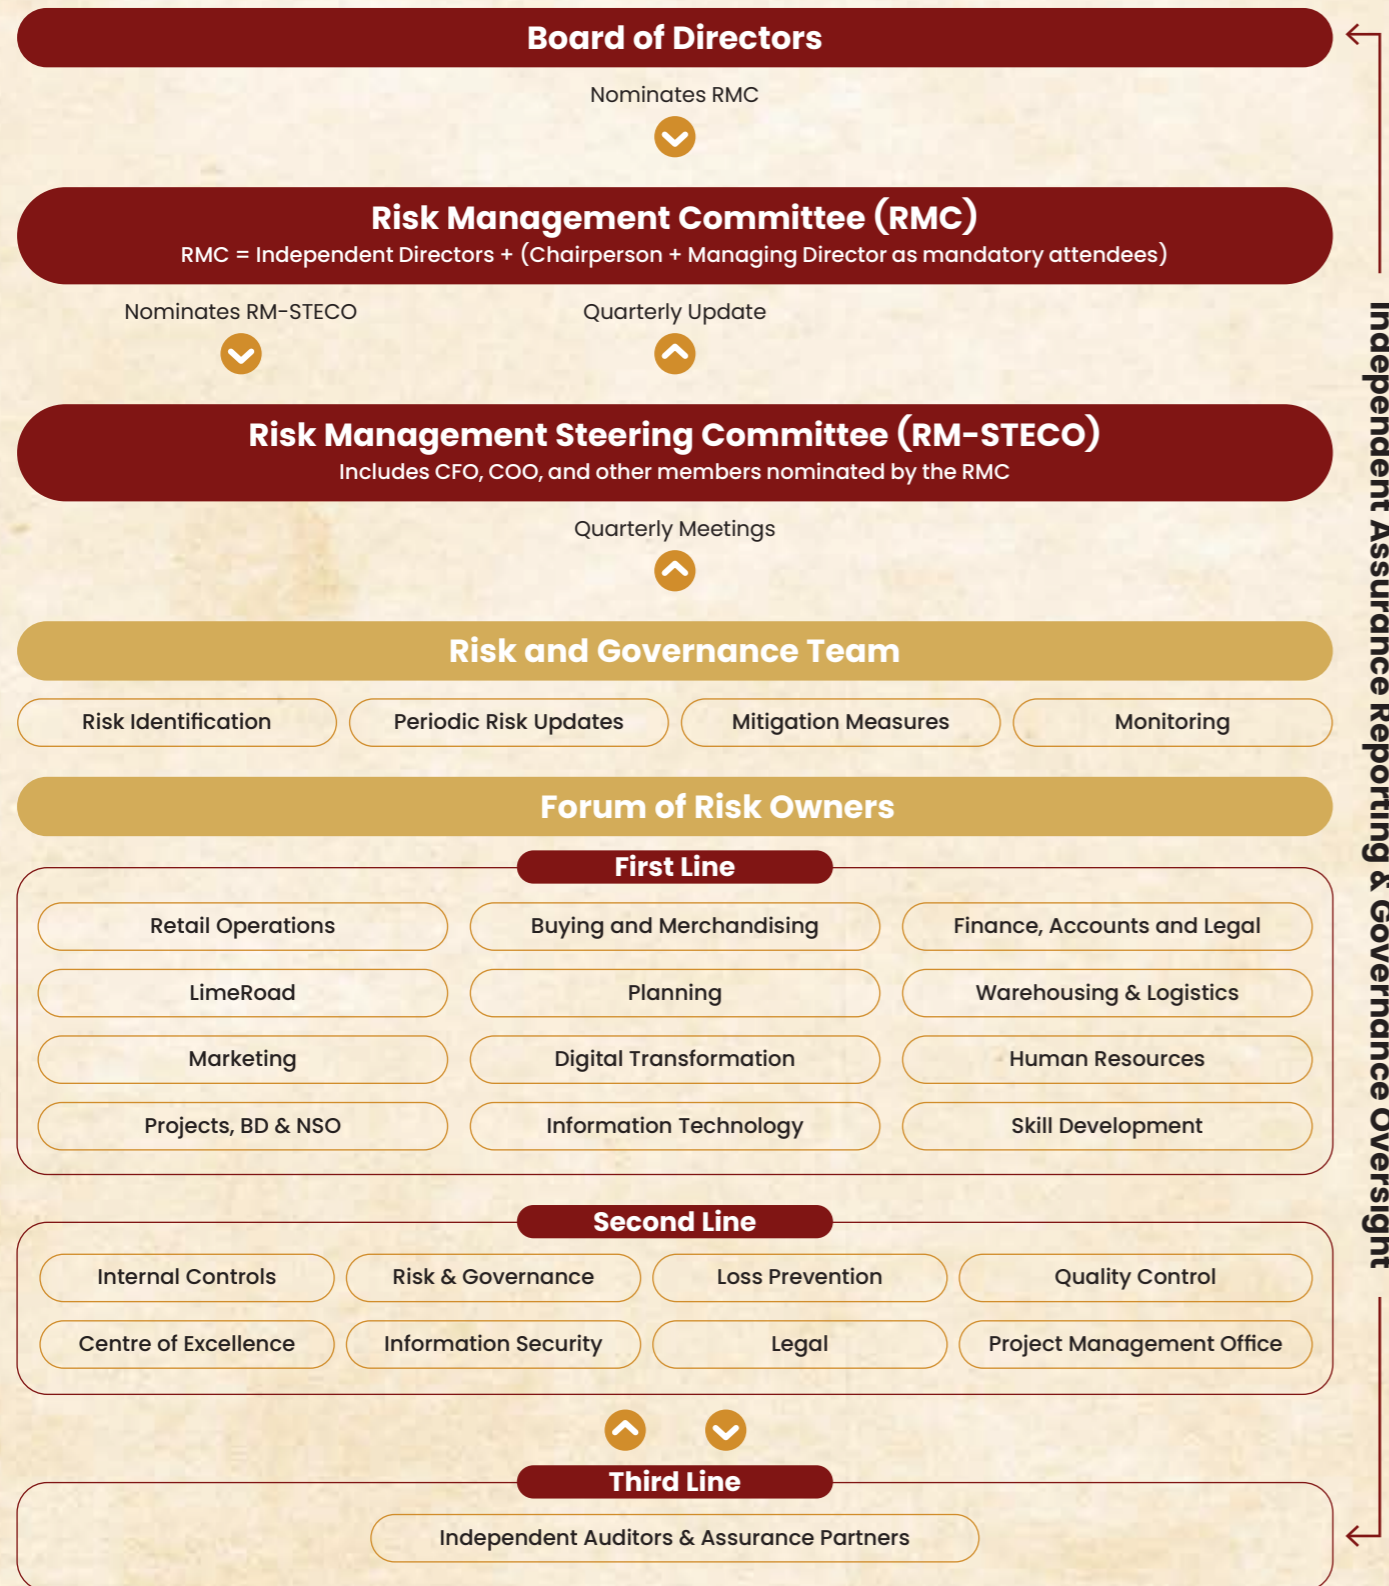 Board of Directors
Nominates RMC
Risk Management Committee (RMC)
RMC = Independent Directors + (Chairperson + Managing Director as mandatory attendees)
Nominates RM-STECO
Quarterly Update
Risk Management Steering Committee (RM-STECO)
Includes CFO, COO, and other members nominated by the RMC
Quarterly Meetings
Risk and Governance Team
Risk Identification
Periodic Risk Updates
Mitigation Measures
Monitoring
Forum of Risk Owners
First Line
Retail Operations
Buying and Merchandising
Finance, Accounts and Legal
LimeRoad
Planning
Warehousing & Logistics
Marketing
Digital Transformation
Human Resources
Projects, BD & NSO
Information Technology
Skill Development
Second Line
Internal Controls
Risk & Governance
Loss Prevention
Quality Control
Centre of Excellence
Information Security
Legal
Project Management Office
Third Line
Independent Auditors & Assurance Partners
Independent Assurance Reporting & Governance Oversight